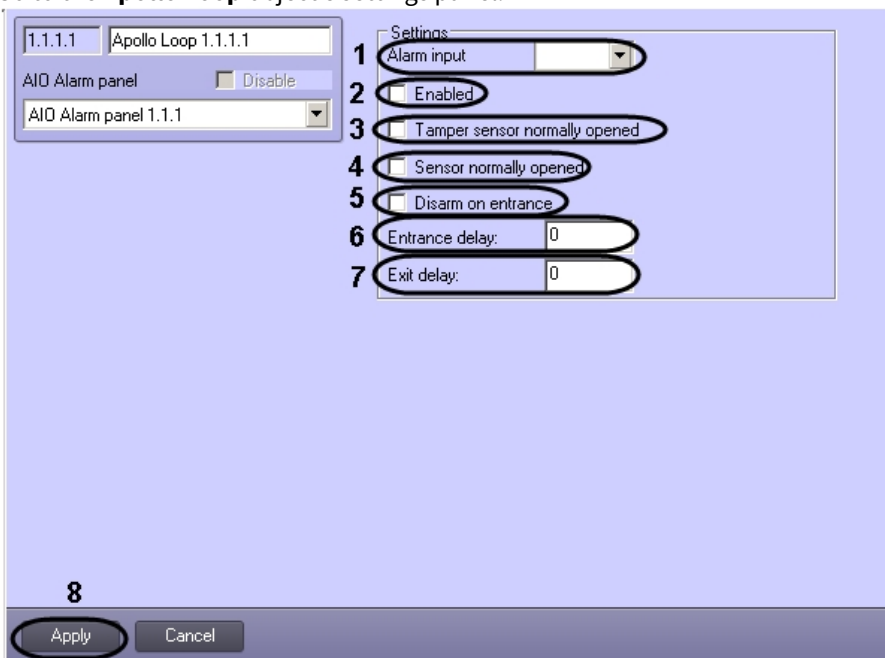 1.1.1.1 Apollo Loop 1.1.1.1
AIO Alarm panel Disable
AIO Alarm panel 1.1.1
Settings
1 Alarm input
2 Enabled
3 Tamper sensor normally opened
4 Sensor normally opened
5 Disarm on entrance
6 Entrance delay: 0
7 Exit delay: 0
8
Apply Cancel